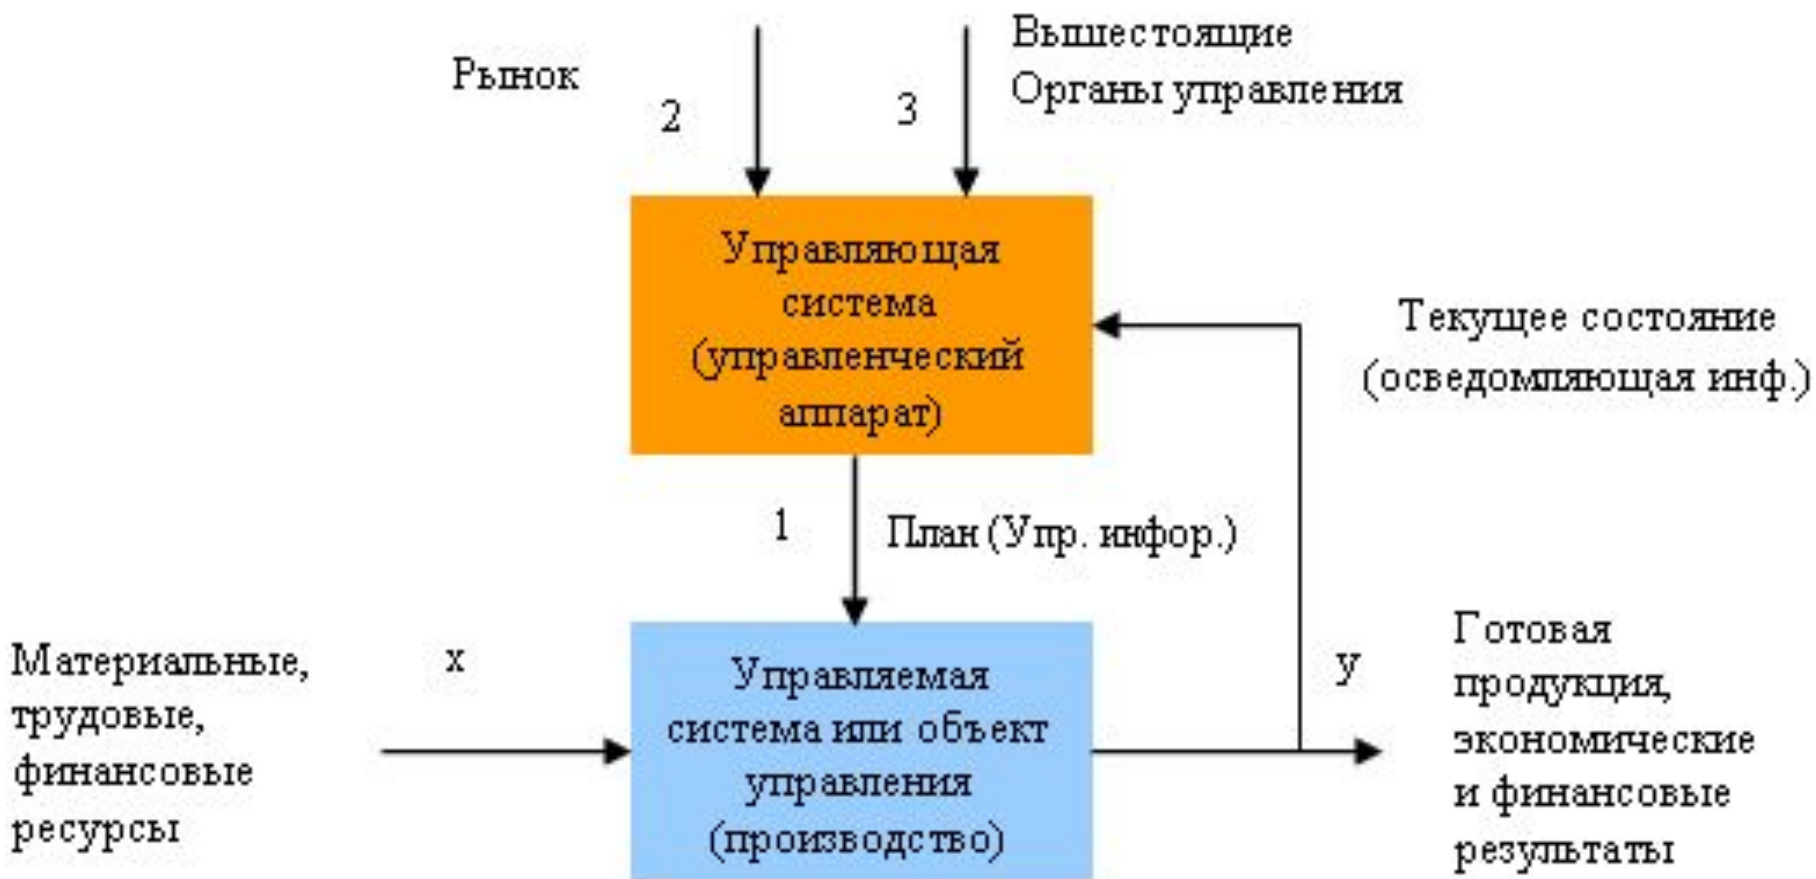 Рынок
2
3
Вышестоящие
Органы управления
Управляющая
система
(управленческий
аппарат)
Текущее состояние
(осведомляющая инф.)
1
План (Упр. инфор.)
Материальные,
трудовые,
финансовые
ресурсы
х
Управляемая
система или объект
управления
(производство)
у
Готовая
продукция,
экономические
и финансовые
результаты